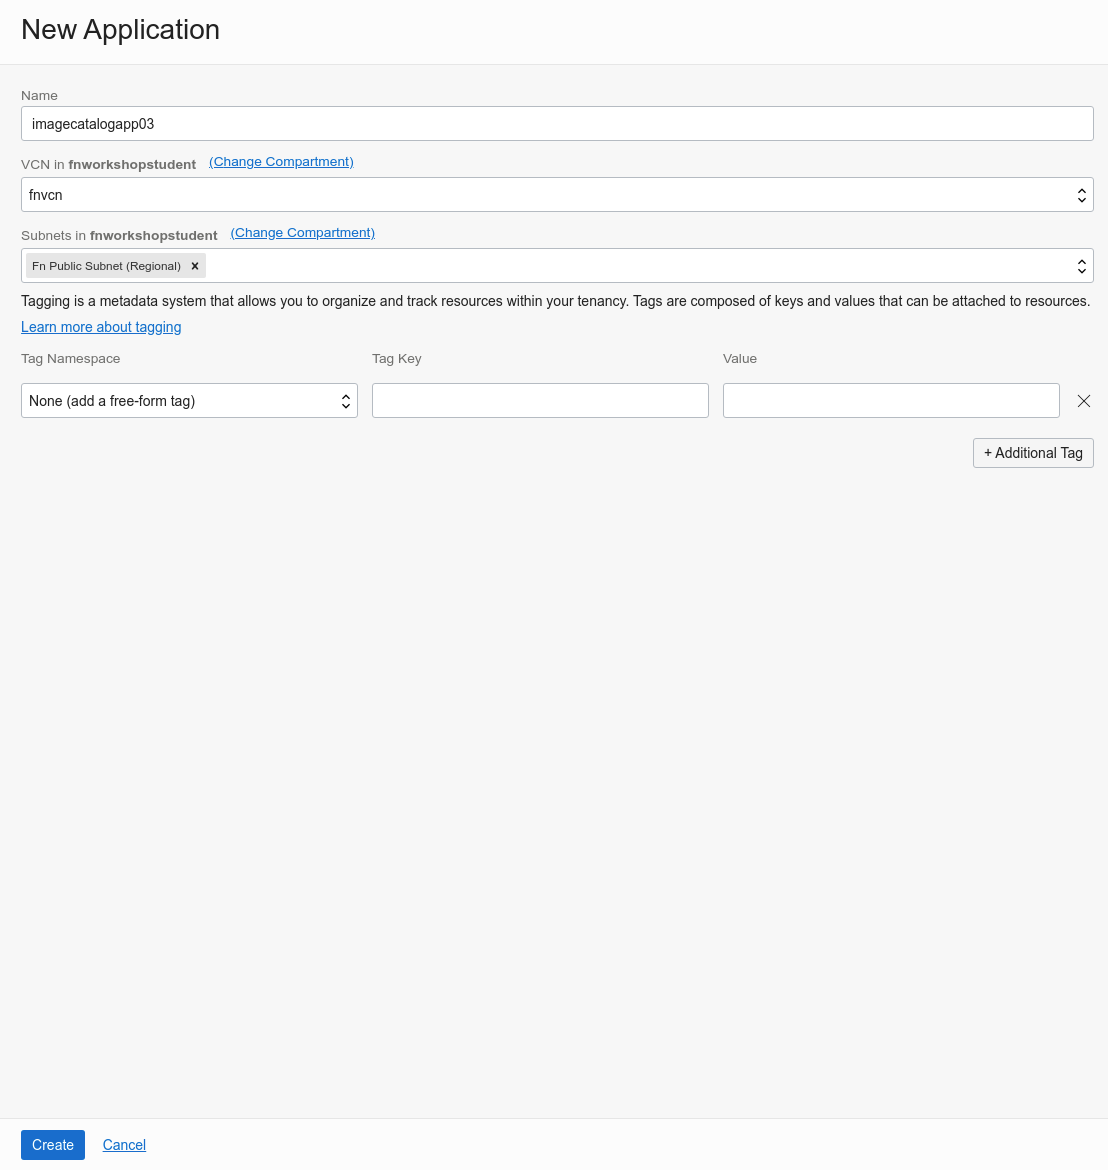 New Application
Name
imagecatalogapp03
VCN in fnworkshopstudent (Change Compartment)
fnvcn
Subnets in fnworkshopstudent (Change Compartment)
Fn Public Subnet (Regional) x
Tagging is a metadata system that allows you to organize and track resources within your tenancy. Tags are composed of keys and values that can be attached to resources.
Learn more about tagging
Tag Namespace Tag Key Value
None (add a free-form tag)
+ Additional Tag
Create Cancel